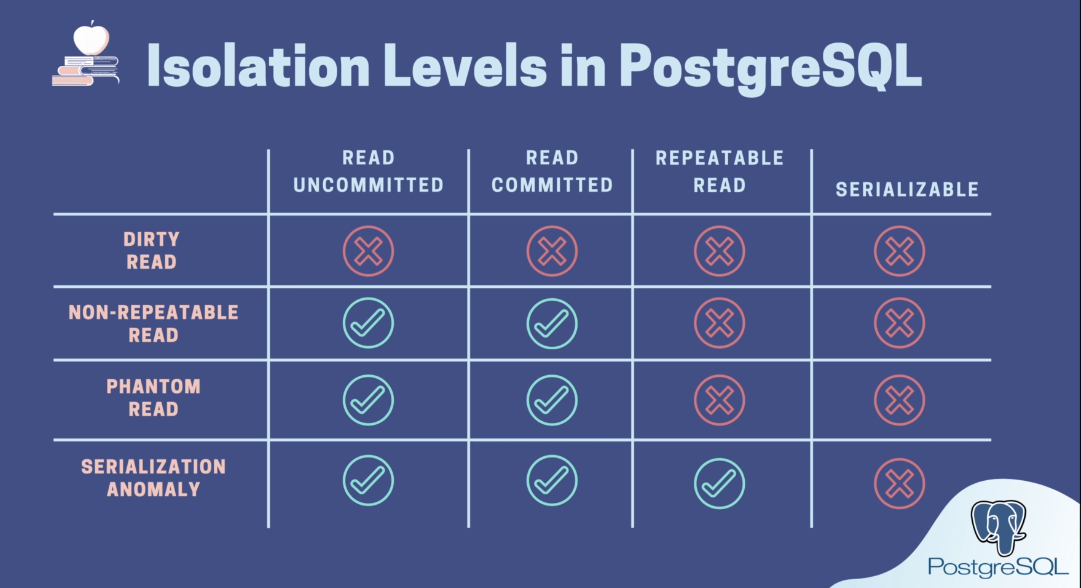 Isolation Levels in PostgreSQL
READ
UNCOMMITTED
READ
COMMITTED
REPEATABLE
READ
SERIALIZABLE
DIRTY
READ
NON-REPEATABLE
READ
PHANTOM
READ
SERIALIZATION
ANOMALY
PostgreSQL